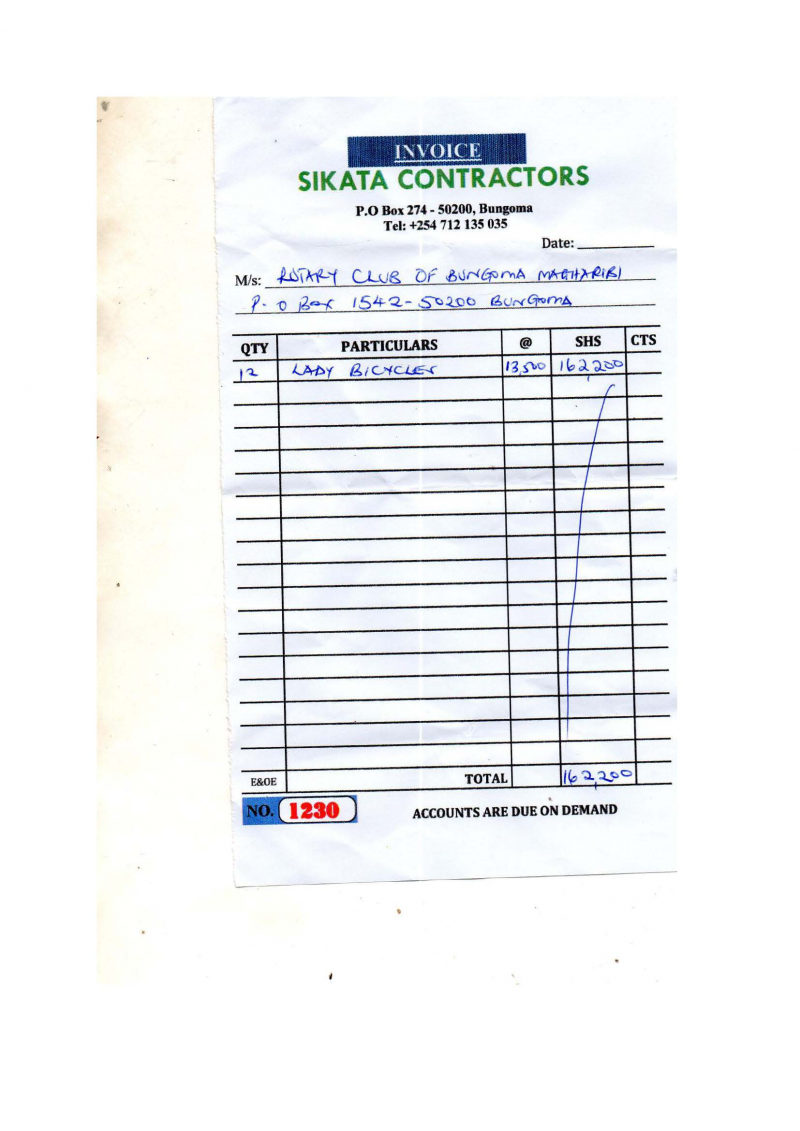 INVOICE
SIKATA CONTRACTORS
P.O Box 274 - 50200, Bungoma
Tel: +254 712 135 035
Date:
M/s: ROTARY CLUB OF BUNGOMA MAGHARIBI
P. O Box 1542-50200 BUNGOMA
QTY PARTICULARS @ SHS CTS
12 LADY BICYCLES 13,500 162,200
E&OE TOTAL 162,200
NO. 1230 ACCOUNTS ARE DUE ON DEMAND